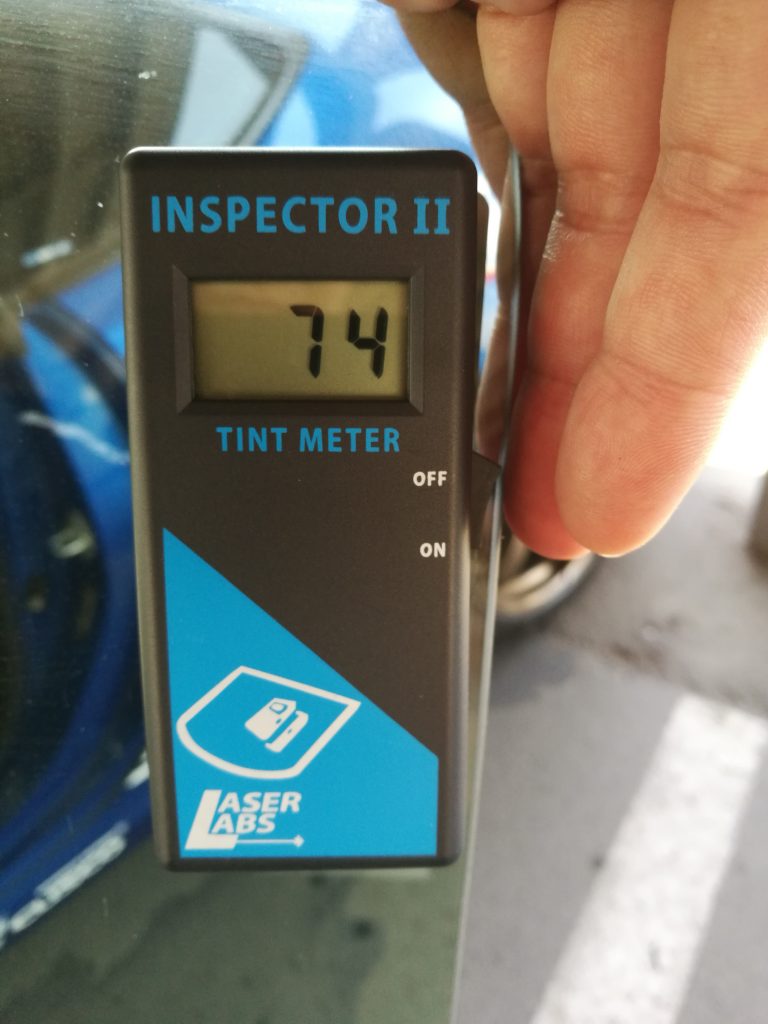 INSPECTOR II
74
TINT METER
OFF
ON
LASER
LABS